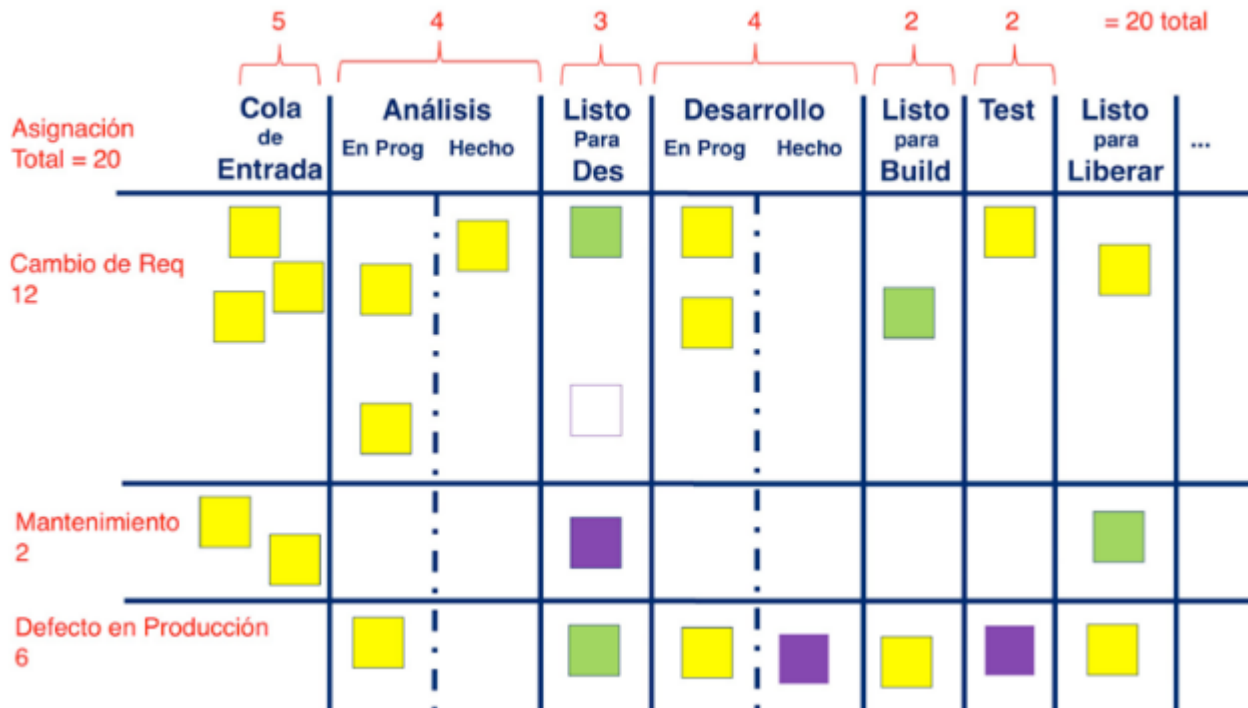 5 4 3 4 2 2 = 20 total
Asignación
Total = 20
Cola
de
Entrada
Análisis
En Prog Hecho
Listo
Para
Des
Desarrollo
En Prog Hecho
Listo
para
Build
Test
Listo
para
Liberar
...
Cambio de Req
12
Mantenimiento
2
Defecto en Producción
6